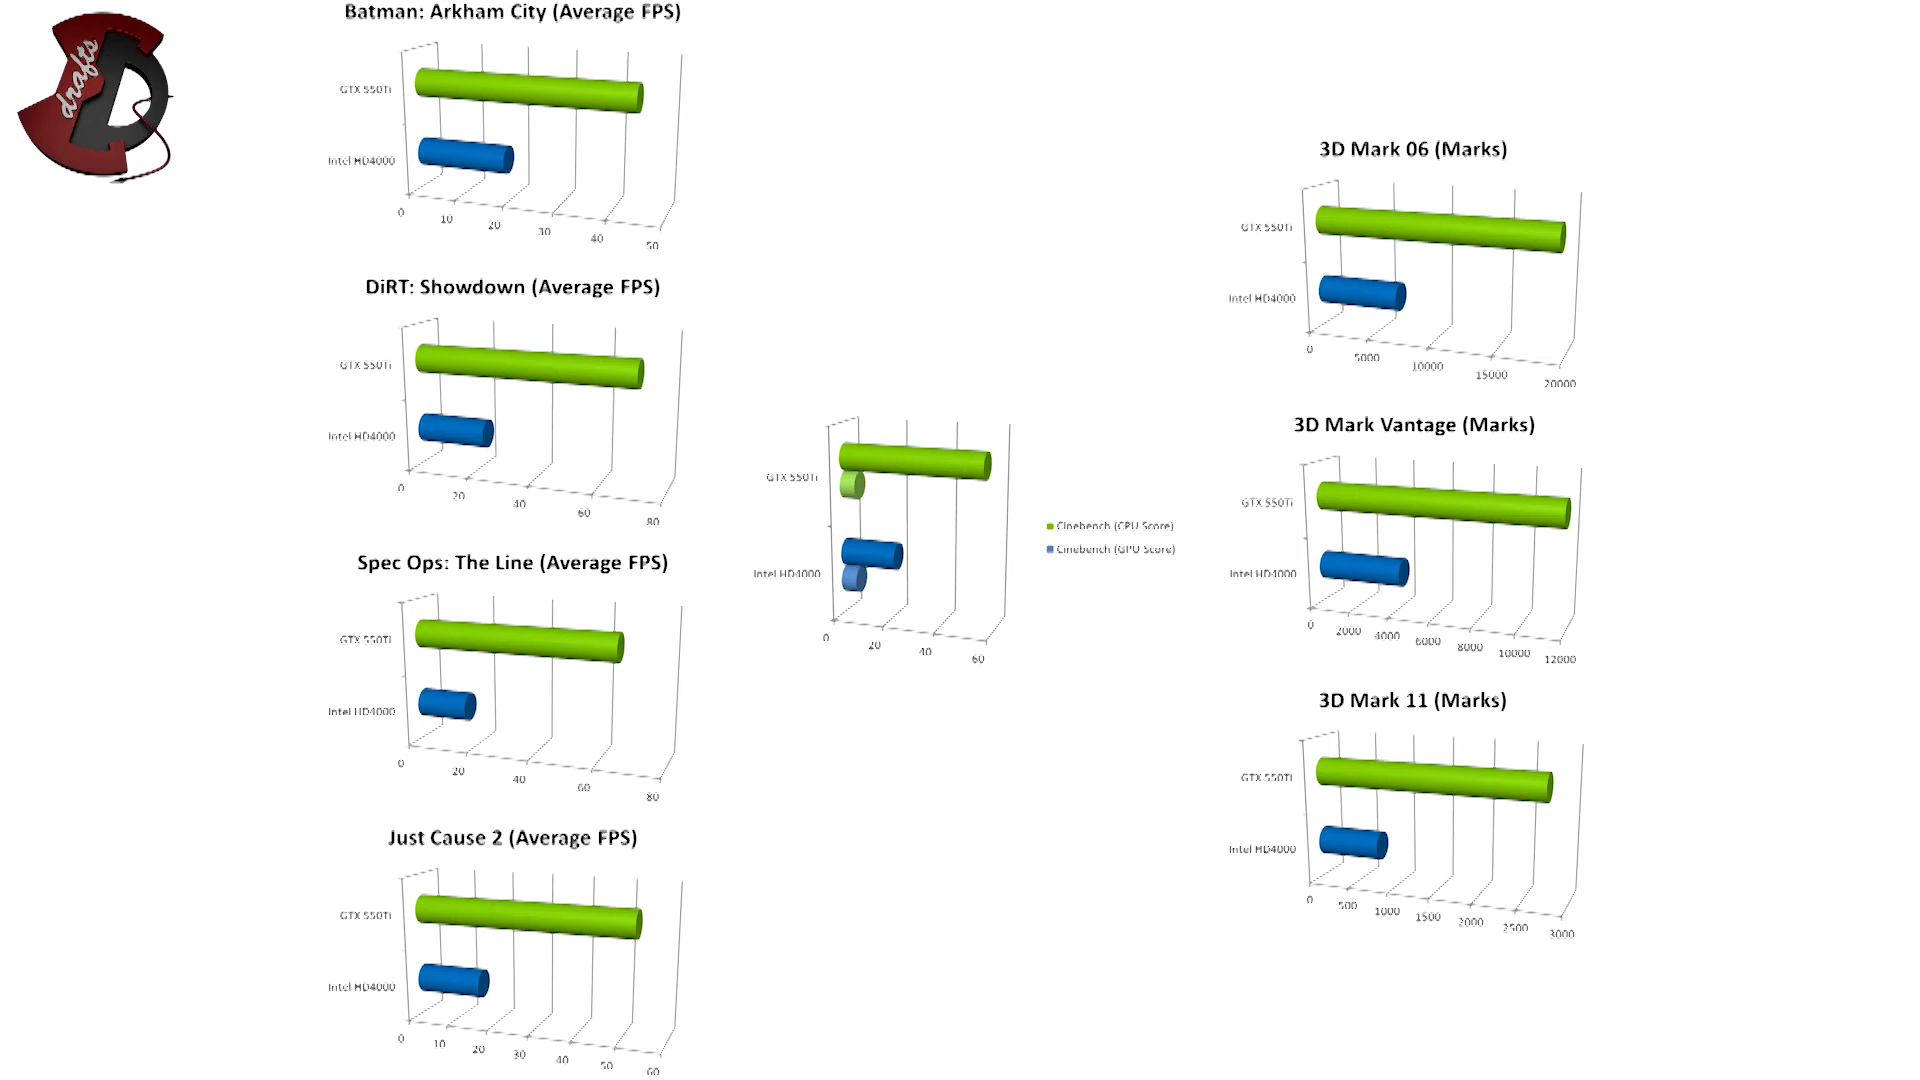 drafts
Batman: Arkham City (Average FPS)
GTX 550Ti
Intel HD4000
0 10 20 30 40 50
DiRT: Showdown (Average FPS)
GTX 550Ti
Intel HD4000
0 20 40 60 80
Spec Ops: The Line (Average FPS)
GTX 550Ti
Intel HD4000
0 20 40 60 80
Just Cause 2 (Average FPS)
GTX 550Ti
Intel HD4000
0 10 20 30 40 50 60
GTX 550Ti
Intel HD4000
0 20 40 60
Cinebench (CPU Score)
Cinebench (GPU Score)
3D Mark 06 (Marks)
GTX 550Ti
Intel HD4000
0 5000 10000 15000 20000
3D Mark Vantage (Marks)
GTX 550Ti
Intel HD4000
0 2000 4000 6000 8000 10000 12000
3D Mark 11 (Marks)
GTX 550Ti
Intel HD4000
0 500 1000 1500 2000 2500 3000